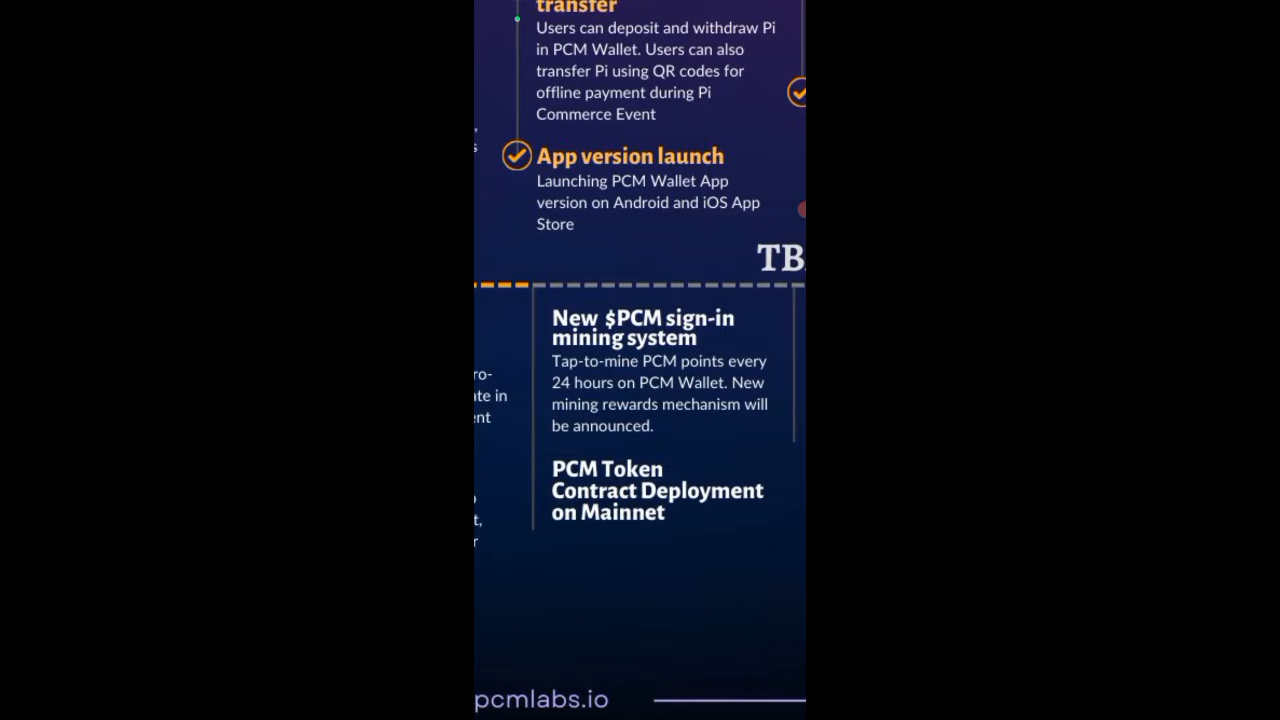 transfer
Users can deposit and withdraw Pi
in PCM Wallet. Users can also
transfer Pi using QR codes for
offline payment during Pi
Commerce Event
App version launch
Launching PCM Wallet App
version on Android and iOS App
Store
TB
New $PCM sign-in
mining system
Tap-to-mine PCM points every
24 hours on PCM Wallet. New
mining rewards mechanism will
be announced.
PCM Token
Contract Deployment
on Mainnet
pcmlabs.io